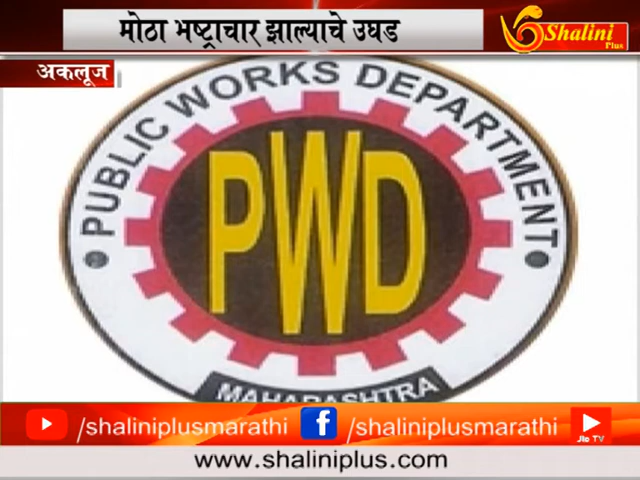 मोठा भष्ट्राचार झाल्याचे उघड
Shalini
Plus
अकलूज
PUBLIC WORKS DEPARTMENT
PWD
MAHARASHTRA
/shaliniplusmarathi
/shaliniplusmarathi
Jio TV
www.shaliniplus.com